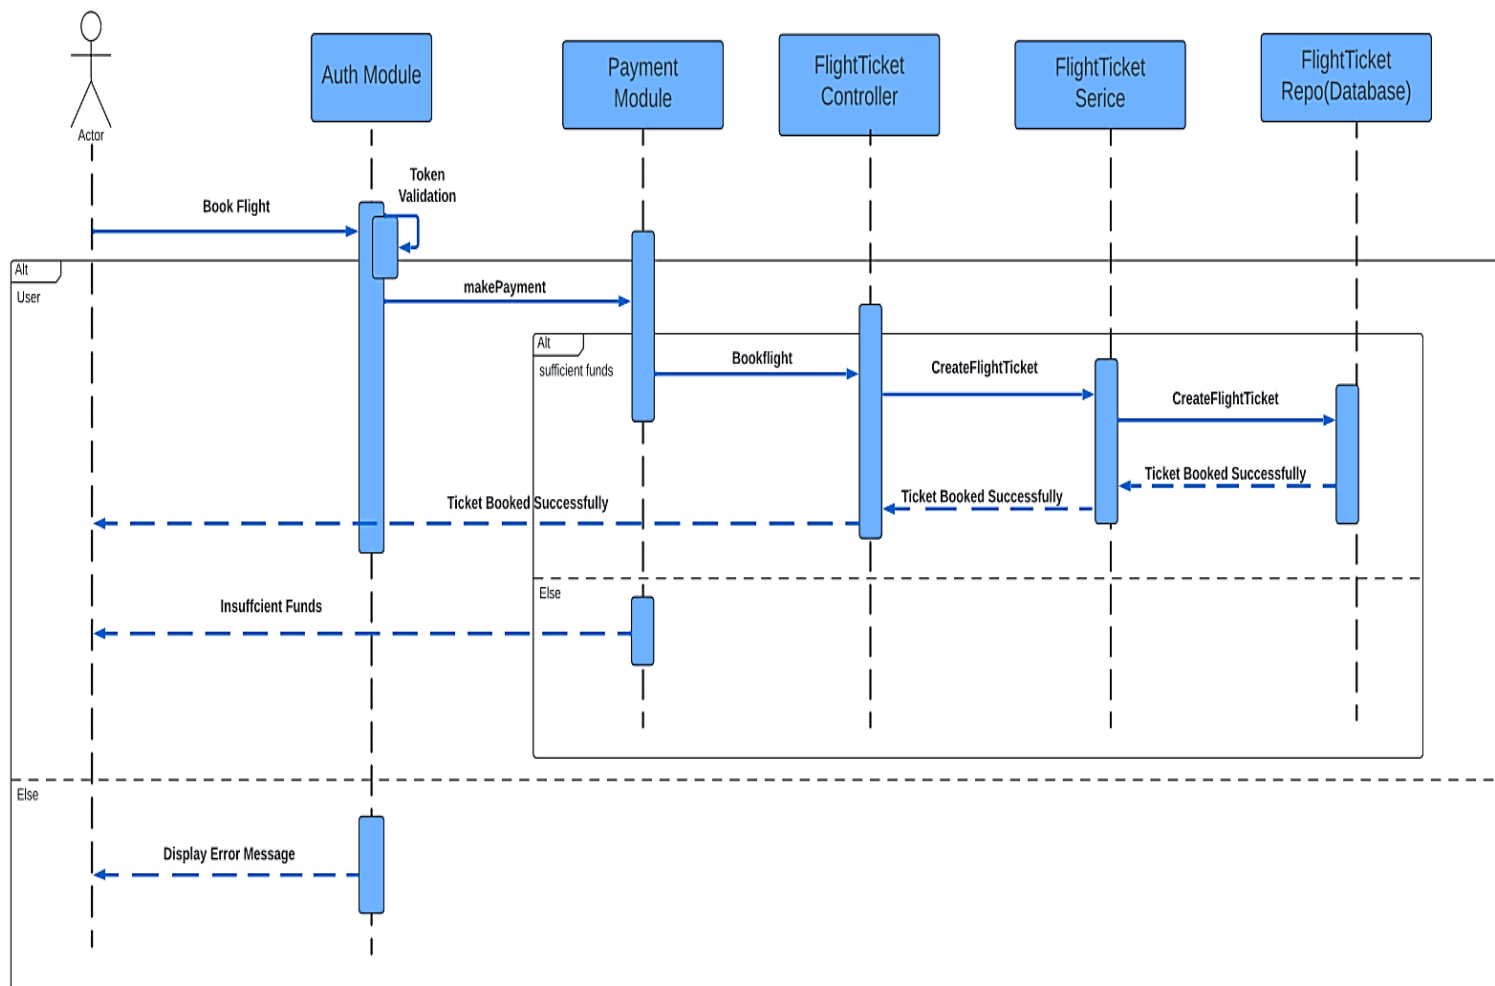 Actor
Auth Module
Payment
Module
FlightTicket
Controller
FlightTicket
Serice
FlightTicket
Repo(Database)
Token
Validation
Book Flight
Alt
User
makePayment
Alt
sufficient funds
Bookflight
CreateFlightTicket
CreateFlightTicket
Ticket Booked Successfully
Ticket Booked Successfully
Ticket Booked Successfully
Else
Insuffcient Funds
Else
Display Error Message